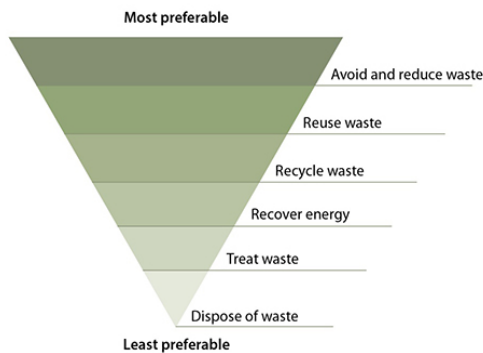 Most preferable
Avoid and reduce waste
Reuse waste
Recycle waste
Recover energy
Treat waste
Dispose of waste
Least preferable